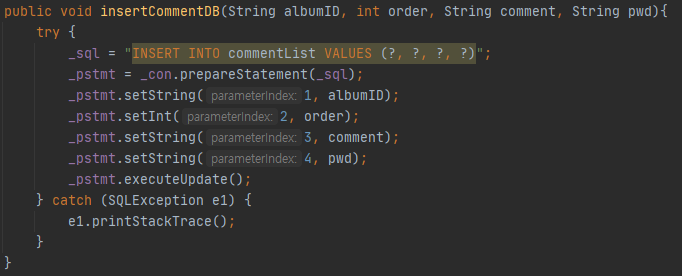 public void insertCommentDB(String albumID, int order, String comment, String pwd){
    try {
        _sql = "INSERT INTO commentList VALUES (?, ?, ?, ?)";
        _pstmt = _con.prepareStatement(_sql);
        _pstmt.setString( parameterIndex: 1, albumID);
        _pstmt.setInt( parameterIndex: 2, order);
        _pstmt.setString( parameterIndex: 3, comment);
        _pstmt.setString( parameterIndex: 4, pwd);
        _pstmt.executeUpdate();
    } catch (SQLException e1) {
        e1.printStackTrace();
    }
}